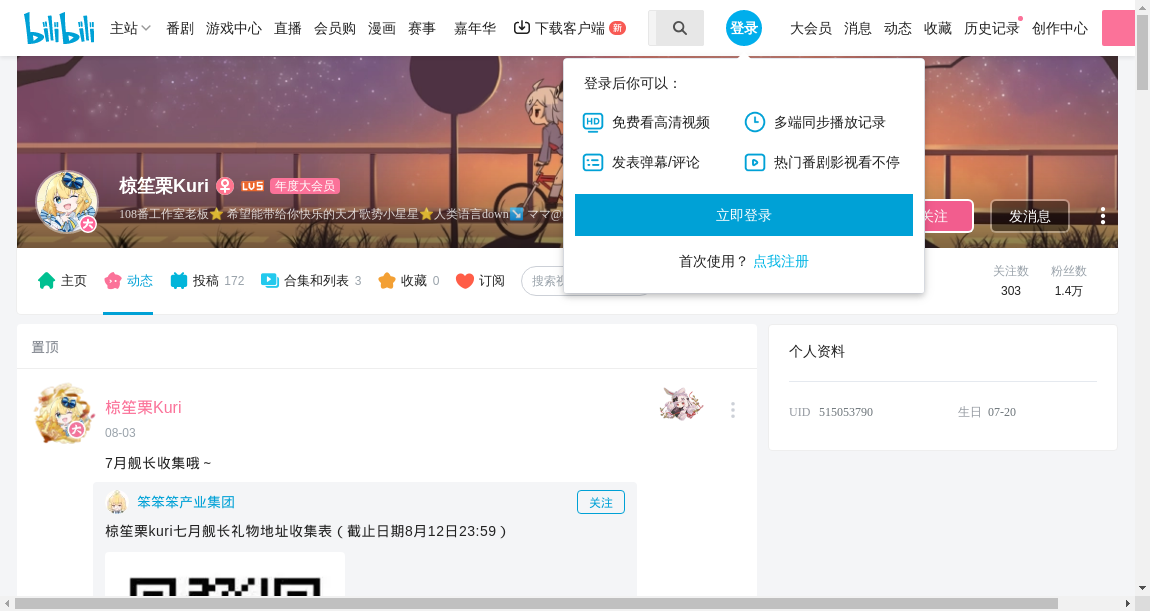 bilibili 主站 番剧 游戏中心 直播 会员购 漫画 赛事 嘉年华 下载客户端 新 登录 大会员 消息 动态 收藏 历史记录 创作中心
登录后你可以：
HD 免费看高清视频 多端同步播放记录
发表弹幕/评论 热门番剧影视看不停
立即登录
首次使用？ 点我注册
椋笙栗Kuri LV5 年度大会员
108番工作室老板⭐希望能带给你快乐的天才歌势小星星⭐人类语言down↘️ ママ@
大
关注 发消息
主页 动态 投稿 172 合集和列表 3 收藏 0 订阅
关注数 粉丝数
303 1.4万
置顶
椋笙栗Kuri
大
08-03
7月舰长收集哦～
笨笨笨产业集团 关注
椋笙栗kuri七月舰长礼物地址收集表（截止日期8月12日23:59）
个人资料
UID 515053790 生日 07-20